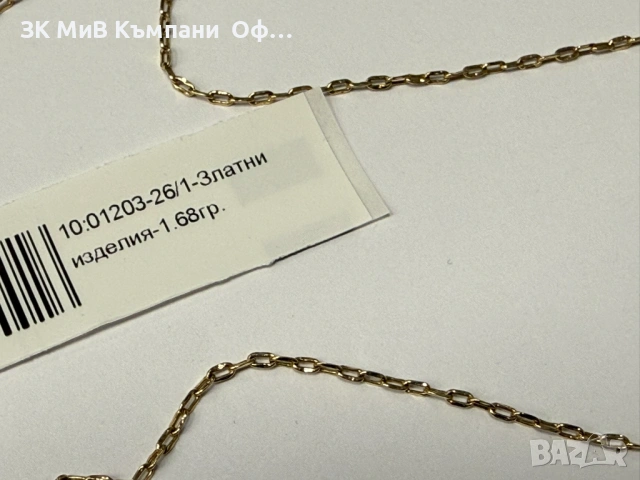 ЗК МиВ Къмпани Оф...
10:01203-26/1-Златни
изделия-1.68гр.
BAZAR